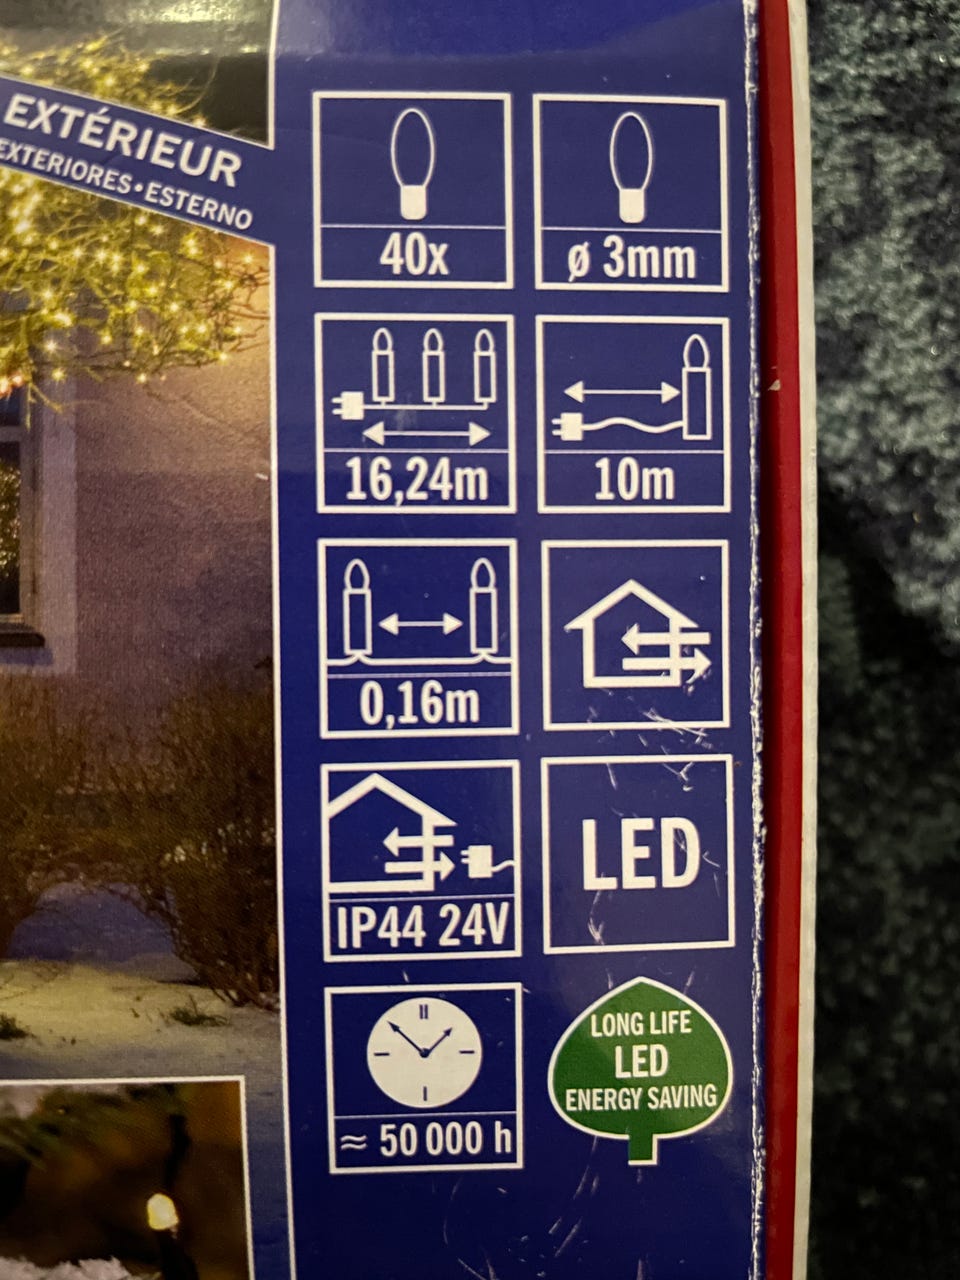 EXTÉRIEUR
EXTERIORES•ESTERNO
40x
ø 3mm
16,24m
10m
0,16m
IP44 24V
LED
≈ 50 000 h
LONG LIFE
LED
ENERGY SAVING